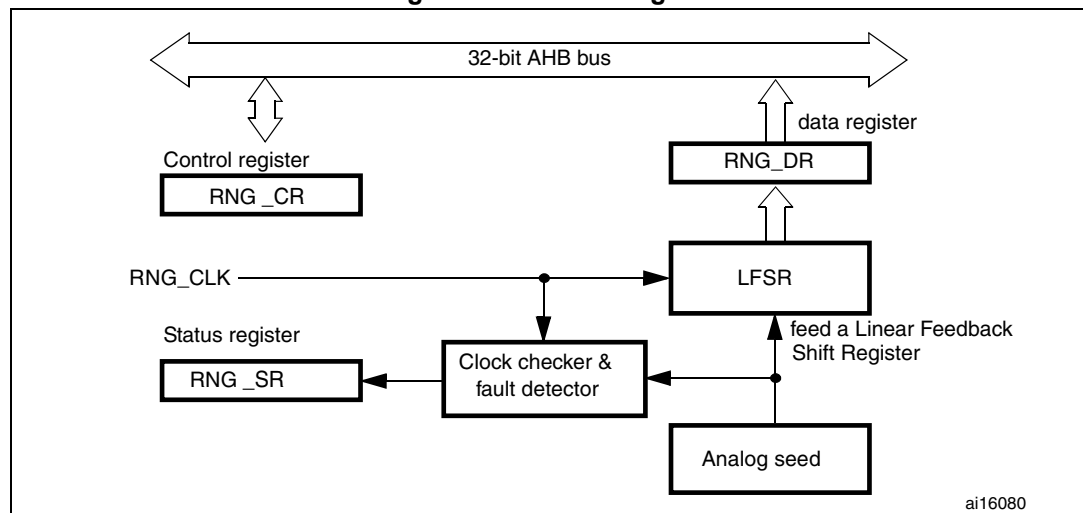 32-bit AHB bus
data register
Control register
RNG_DR
RNG _CR
RNG_CLK
LFSR
Status register
feed a Linear Feedback
Shift Register
RNG _SR
Clock checker &
fault detector
Analog seed
ai16080